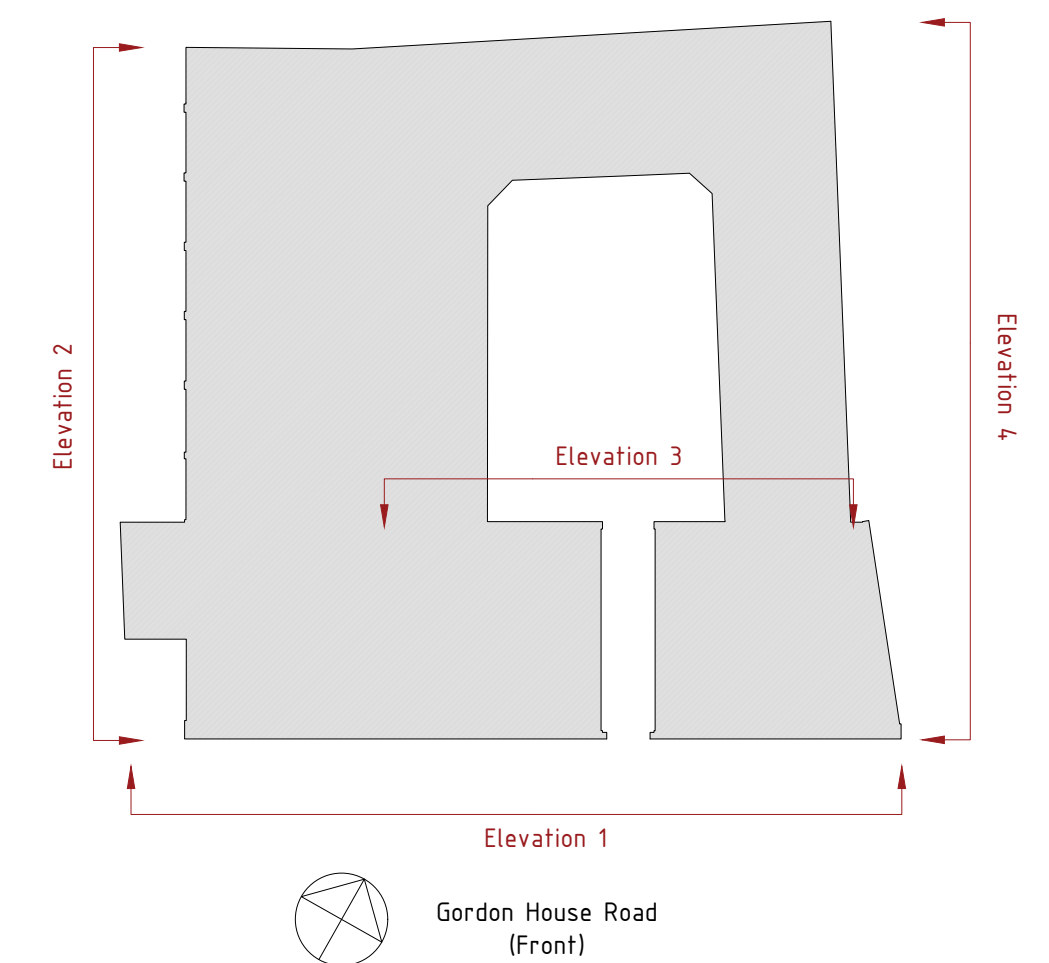 Elevation 2
Elevation 4
Elevation 3
Elevation 1
Gordon House Road
(Front)